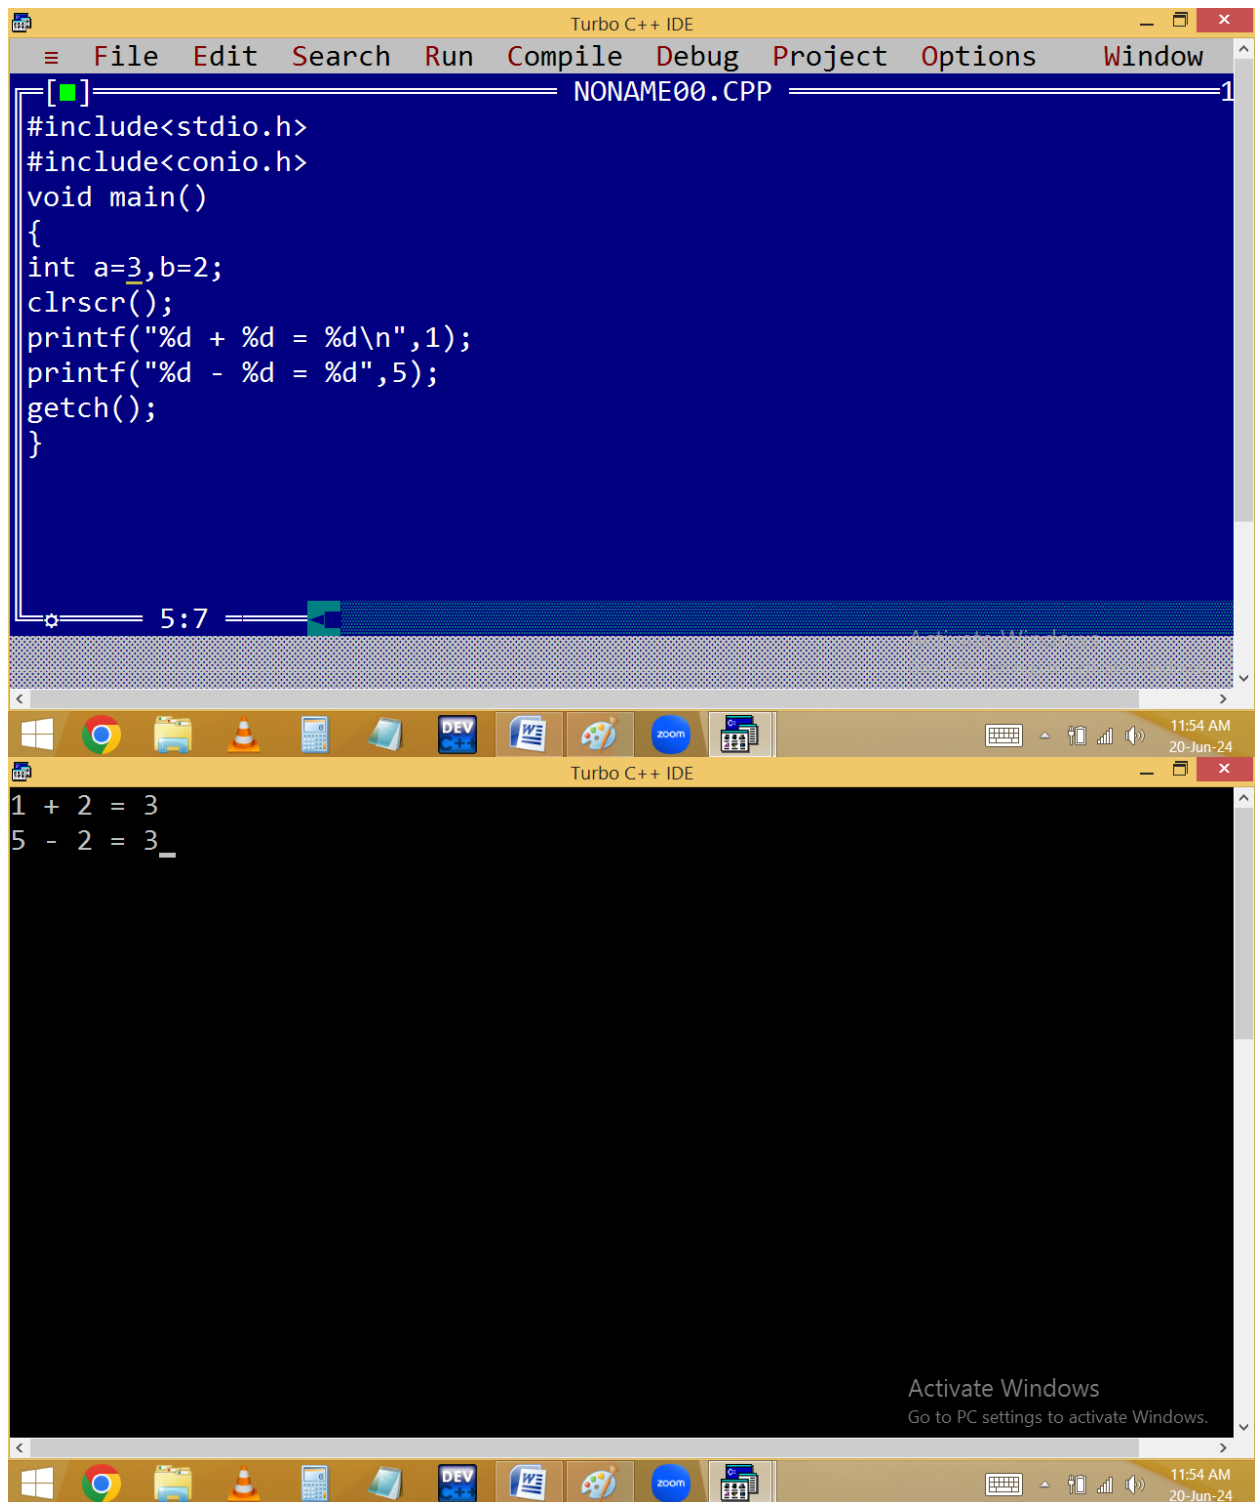 Turbo C++ IDE
≡ File Edit Search Run Compile Debug Project Options Window
[■] NONAME00.CPP 1
#include<stdio.h>
#include<conio.h>
void main()
{
int a=3,b=2;
clrscr();
printf("%d + %d = %d\n",1);
printf("%d - %d = %d",5);
getch();
}
5:7
Activate Windows
DEV C++ zoom 11:54 AM
20-Jun-24
Turbo C++ IDE
1 + 2 = 3
5 - 2 = 3_
Activate Windows
Go to PC settings to activate Windows.
DEV C++ zoom 11:54 AM
20-Jun-24